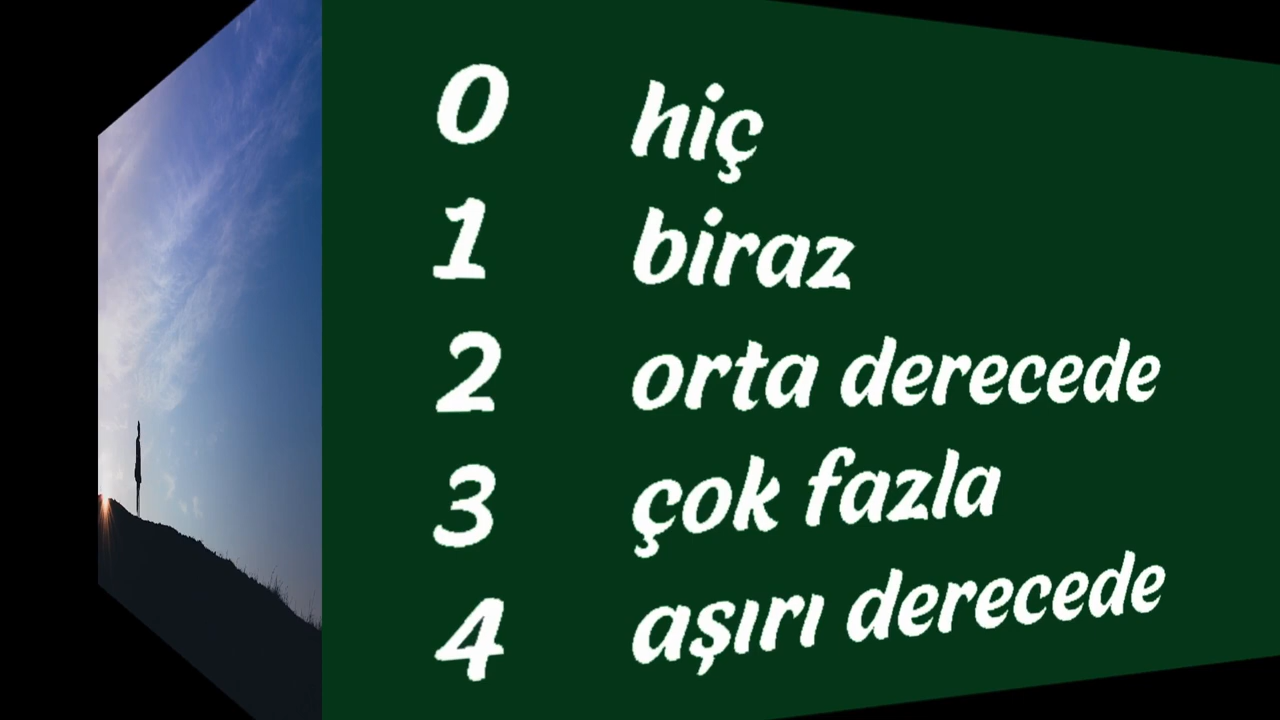 0 hiç
1 biraz
2 orta derecede
3 çok fazla
4 aşırı derecede